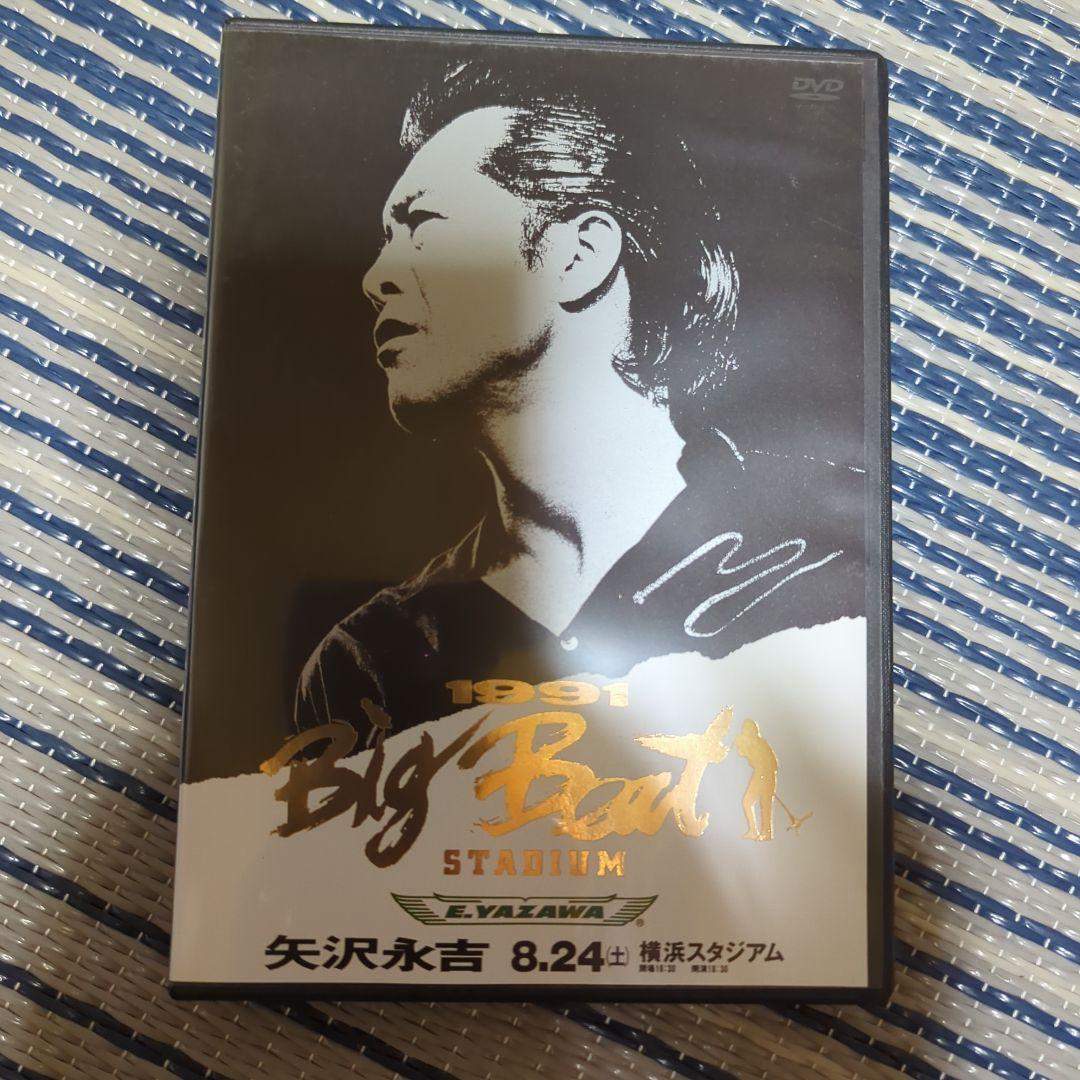 DVD
1991
Big Beat
STADIUM
E.YAZAWA®
矢沢永吉 8.24(土) 横浜スタジアム